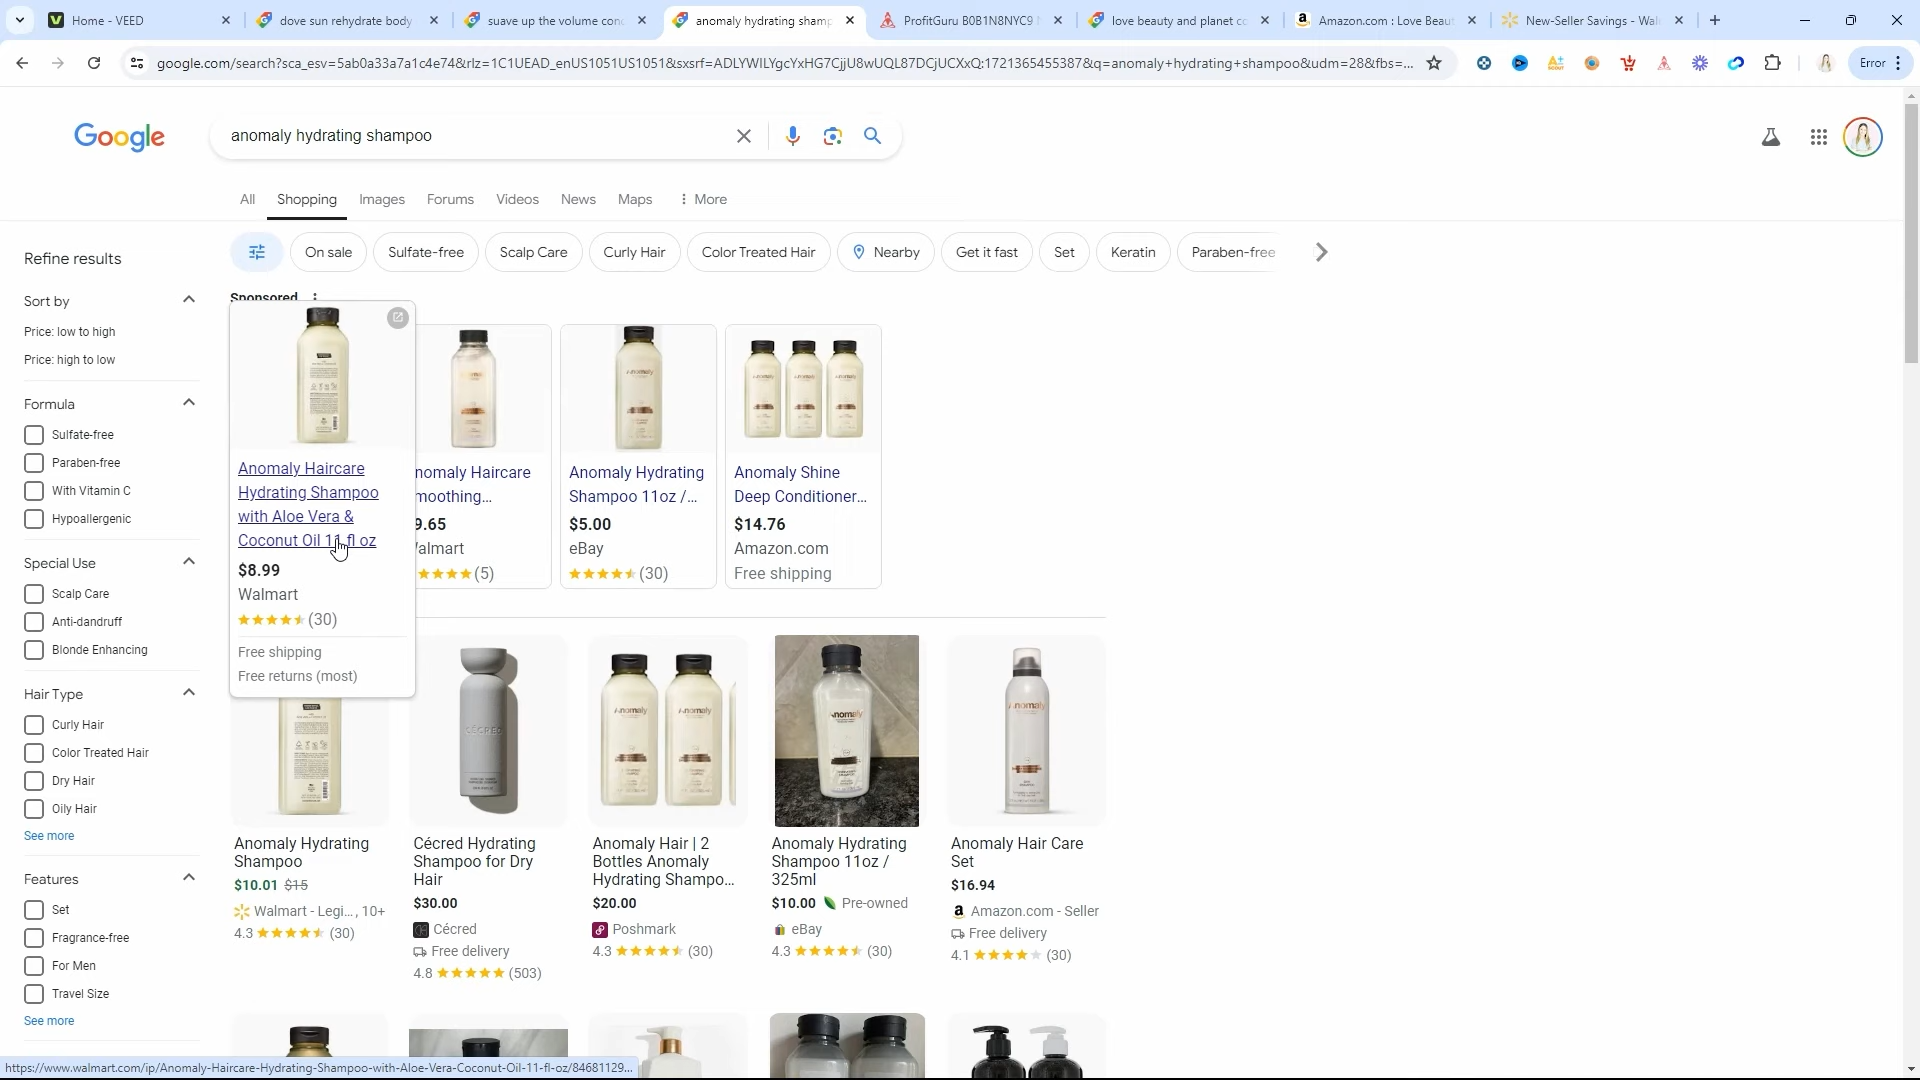 Home - VEED
dove sun rehydrate body
suave up the volume con
anomaly hydrating shamp
ProfitGuru B0B1N8NYC9
love beauty and planet co
Amazon.com : Love Beau
New-Seller Savings - Wal
google.com/search?sca_esv=5ab0a33a7a1c4e74&rlz=1C1UEAD_enUS1051US1051&sxsrf=ADLYWILYgcYxHG7CjjU8wUQL87DCjUCXxQ:1721365455387&q=anomaly+hydrating+shampoo&udm=28&fbs=...
Error
Google
anomaly hydrating shampoo
All
Shopping
Images
Forums
Videos
News
Maps
More
Refine results
Sort by
Price: low to high
Price: high to low
Formula
Sulfate-free
Paraben-free
With Vitamin C
Hypoallergenic
Special Use
Scalp Care
Anti-dandruff
Blonde Enhancing
Hair Type
Curly Hair
Color Treated Hair
Dry Hair
Oily Hair
See more
Features
Set
Fragrance-free
For Men
Travel Size
See more
On sale
Sulfate-free
Scalp Care
Curly Hair
Color Treated Hair
Nearby
Get it fast
Set
Keratin
Paraben-free
Sponsored
Anomaly Haircare
Hydrating Shampoo
with Aloe Vera &
Coconut Oil 11 fl oz
$8.99
Walmart
(30)
Free shipping
Free returns (most)
nomaly Haircare
moothing...
9.65
almart
(5)
Anomaly Hydrating
Shampoo 11oz /...
$5.00
eBay
(30)
Anomaly Shine
Deep Conditioner...
$14.76
Amazon.com
Free shipping
Anomaly Hydrating
Shampoo
$10.01 $15
Walmart - Legi..., 10+
4.3 (30)
CÉCRED
Cécred Hydrating
Shampoo for Dry
Hair
$30.00
Cécred
Free delivery
4.8 (503)
Anomaly
Anomaly
Anomaly Hair | 2
Bottles Anomaly
Hydrating Shampo...
$20.00
Poshmark
4.3 (30)
Anomaly
Anomaly Hydrating
Shampoo 11oz /
325ml
$10.00 Pre-owned
eBay
4.3 (30)
Anomaly
Anomaly Hair Care
Set
$16.94
Amazon.com - Seller
Free delivery
4.1 (30)
https://www.walmart.com/ip/Anomaly-Haircare-Hydrating-Shampoo-with-Aloe-Vera-Coconut-Oil-11-fl-oz/84681129...